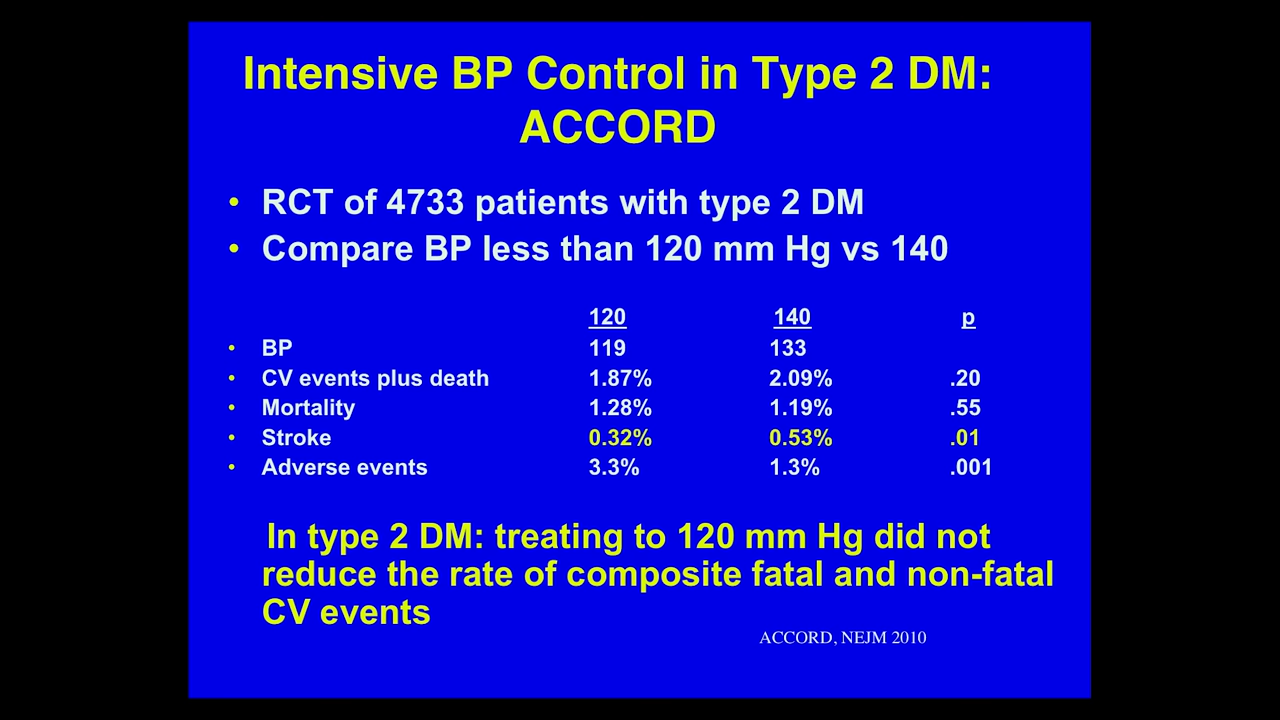 Intensive BP Control in Type 2 DM:
ACCORD
• RCT of 4733 patients with type 2 DM
• Compare BP less than 120 mm Hg vs 140
120 140 p
• BP 119 133
• CV events plus death 1.87% 2.09% .20
• Mortality 1.28% 1.19% .55
• Stroke 0.32% 0.53% .01
• Adverse events 3.3% 1.3% .001
In type 2 DM: treating to 120 mm Hg did not
reduce the rate of composite fatal and non-fatal
CV events
ACCORD, NEJM 2010